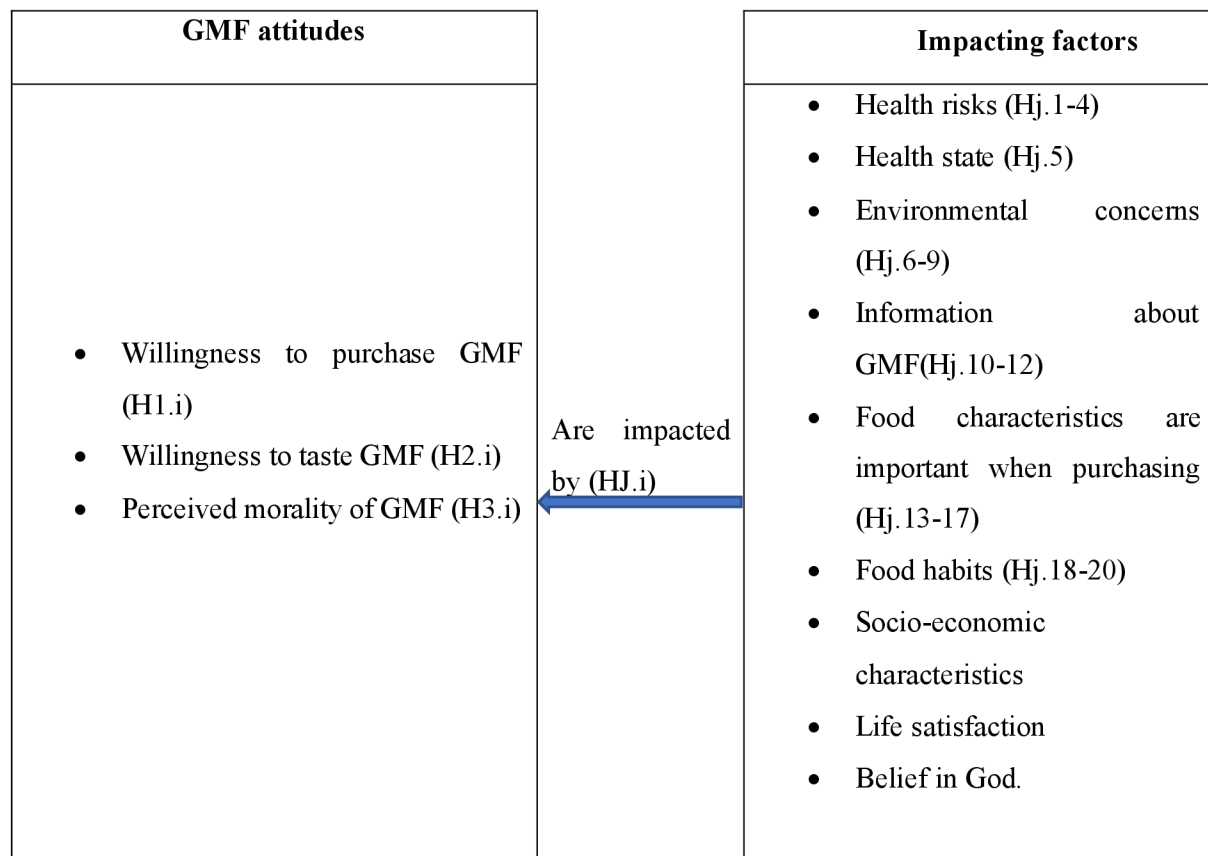 GMF attitudes
Willingness to purchase GMF
(H1.i)
Willingness to taste GMF (H2.i)
Perceived morality of GMF (H3.i)
Are impacted
by (HJ.i)
Impacting factors
Health risks (Hj.1-4)
Health state (Hj.5)
Environmental concerns
(Hj.6-9)
Information about
GMF(Hj.10-12)
Food characteristics are
important when purchasing
(Hj.13-17)
Food habits (Hj.18-20)
Socio-economic
characteristics
Life satisfaction
Belief in God.